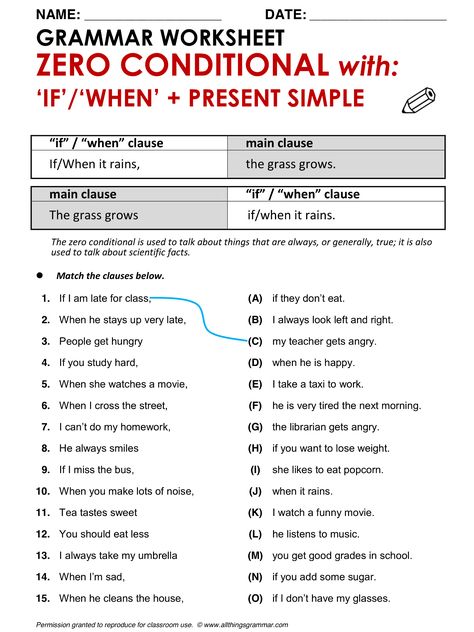 NAME: ________________ DATE: ________________
GRAMMAR WORKSHEET
ZERO CONDITIONAL with:
‘IF’/‘WHEN’ + PRESENT SIMPLE
“if” / “when” clause main clause
If/When it rains, the grass grows.
main clause “if” / “when” clause
The grass grows if/when it rains.
The zero conditional is used to talk about things that are always, or generally, true; it is also
used to talk about scientific facts.
● Match the clauses below.
1. If I am late for class, (A) if they don’t eat.
2. When he stays up very late, (B) I always look left and right.
3. People get hungry (C) my teacher gets angry.
4. If you study hard, (D) when he is happy.
5. When she watches a movie, (E) I take a taxi to work.
6. When I cross the street, (F) he is very tired the next morning.
7. I can’t do my homework, (G) the librarian gets angry.
8. He always smiles (H) if you want to lose weight.
9. If I miss the bus, (I) she likes to eat popcorn.
10. When you make lots of noise, (J) when it rains.
11. Tea tastes sweet (K) I watch a funny movie.
12. You should eat less (L) he listens to music.
13. I always take my umbrella (M) you get good grades in school.
14. When I’m sad, (N) if you add some sugar.
15. When he cleans the house, (O) if I don’t have my glasses.
Permission granted to reproduce for classroom use. © www.allthingsgrammar.com